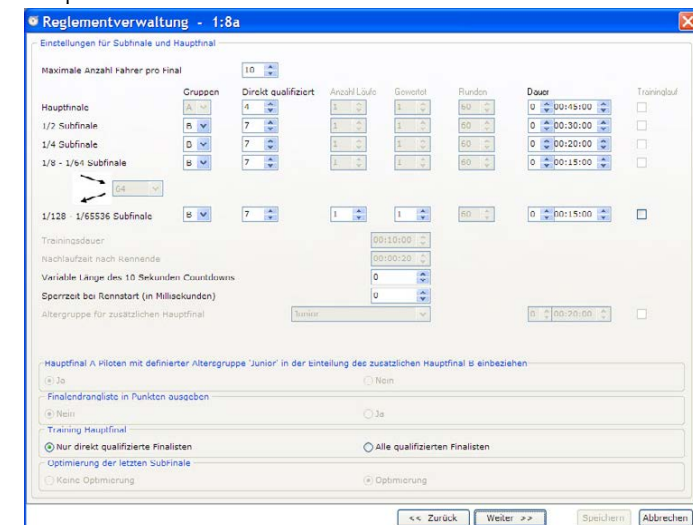 Reglementverwaltung - 1:8a
Einstellungen für Subfinale und Hauptfinal
Maximale Anzahl Fahrer pro Final 10
Gruppen Direkt qualifiziert Anzahl Läufe Gewertet Runden Dauer Traininglauf
Hauptfinale A 4 1 1 60 0 00:45:00
1/2 Subfinale B 7 1 1 60 0 00:30:00
1/4 Subfinale B 7 1 1 60 0 00:20:00
1/8 - 1/64 Subfinale B 7 1 1 60 0 00:15:00
64
1/128 - 1/65536 Subfinale B 7 1 1 60 0 00:15:00
Trainingsdauer 00:10:00
Nachlaufzeit nach Rennende 00:00:20
Variable Länge des 10 Sekunden Countdowns 0
Sperrzeit bei Rennstart (in Millisekunden) 0
Altergruppe für zusätzlichen Hauptfinal Junior 0 00:20:00
Hauptfinal A Piloten mit definierter Altersgruppe 'Junior' in der Einteilung des zusätzlichen Hauptfinal B einbeziehen
Ja Nein
Finalendrangliste in Punkten ausgeben
Nein Ja
Training Hauptfinal
Nur direkt qualifizierte Finalisten Alle qualifizierten Finalisten
Optimierung der letzten Subfinale
Keine Optimierung Optimierung
<< Zurück Weiter >> Speichern Abbrechen